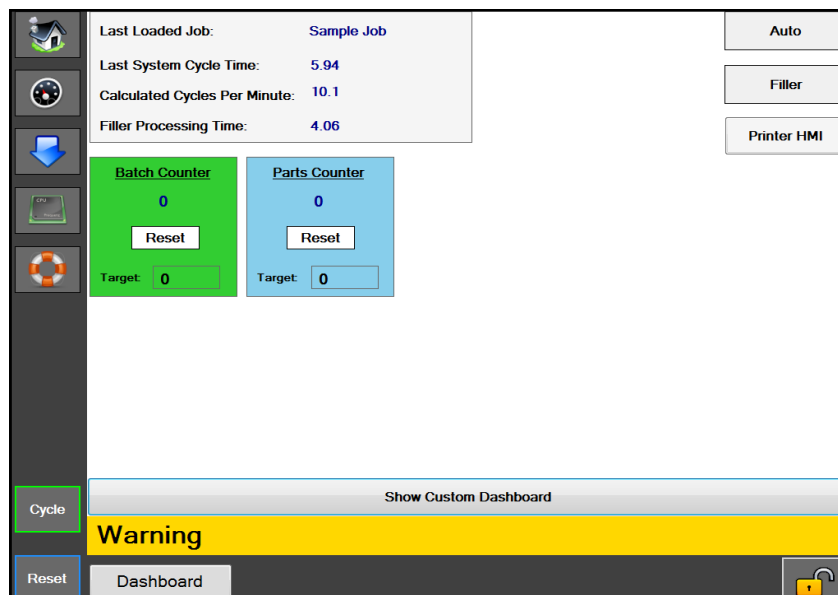 Last Loaded Job: Sample Job
Last System Cycle Time: 5.94
Calculated Cycles Per Minute: 10.1
Filler Processing Time: 4.06
Auto
Filler
Printer HMI
Batch Counter
0
Reset
Target: 0
Parts Counter
0
Reset
Target: 0
CPU
Show Custom Dashboard
Cycle
Warning
Reset
Dashboard